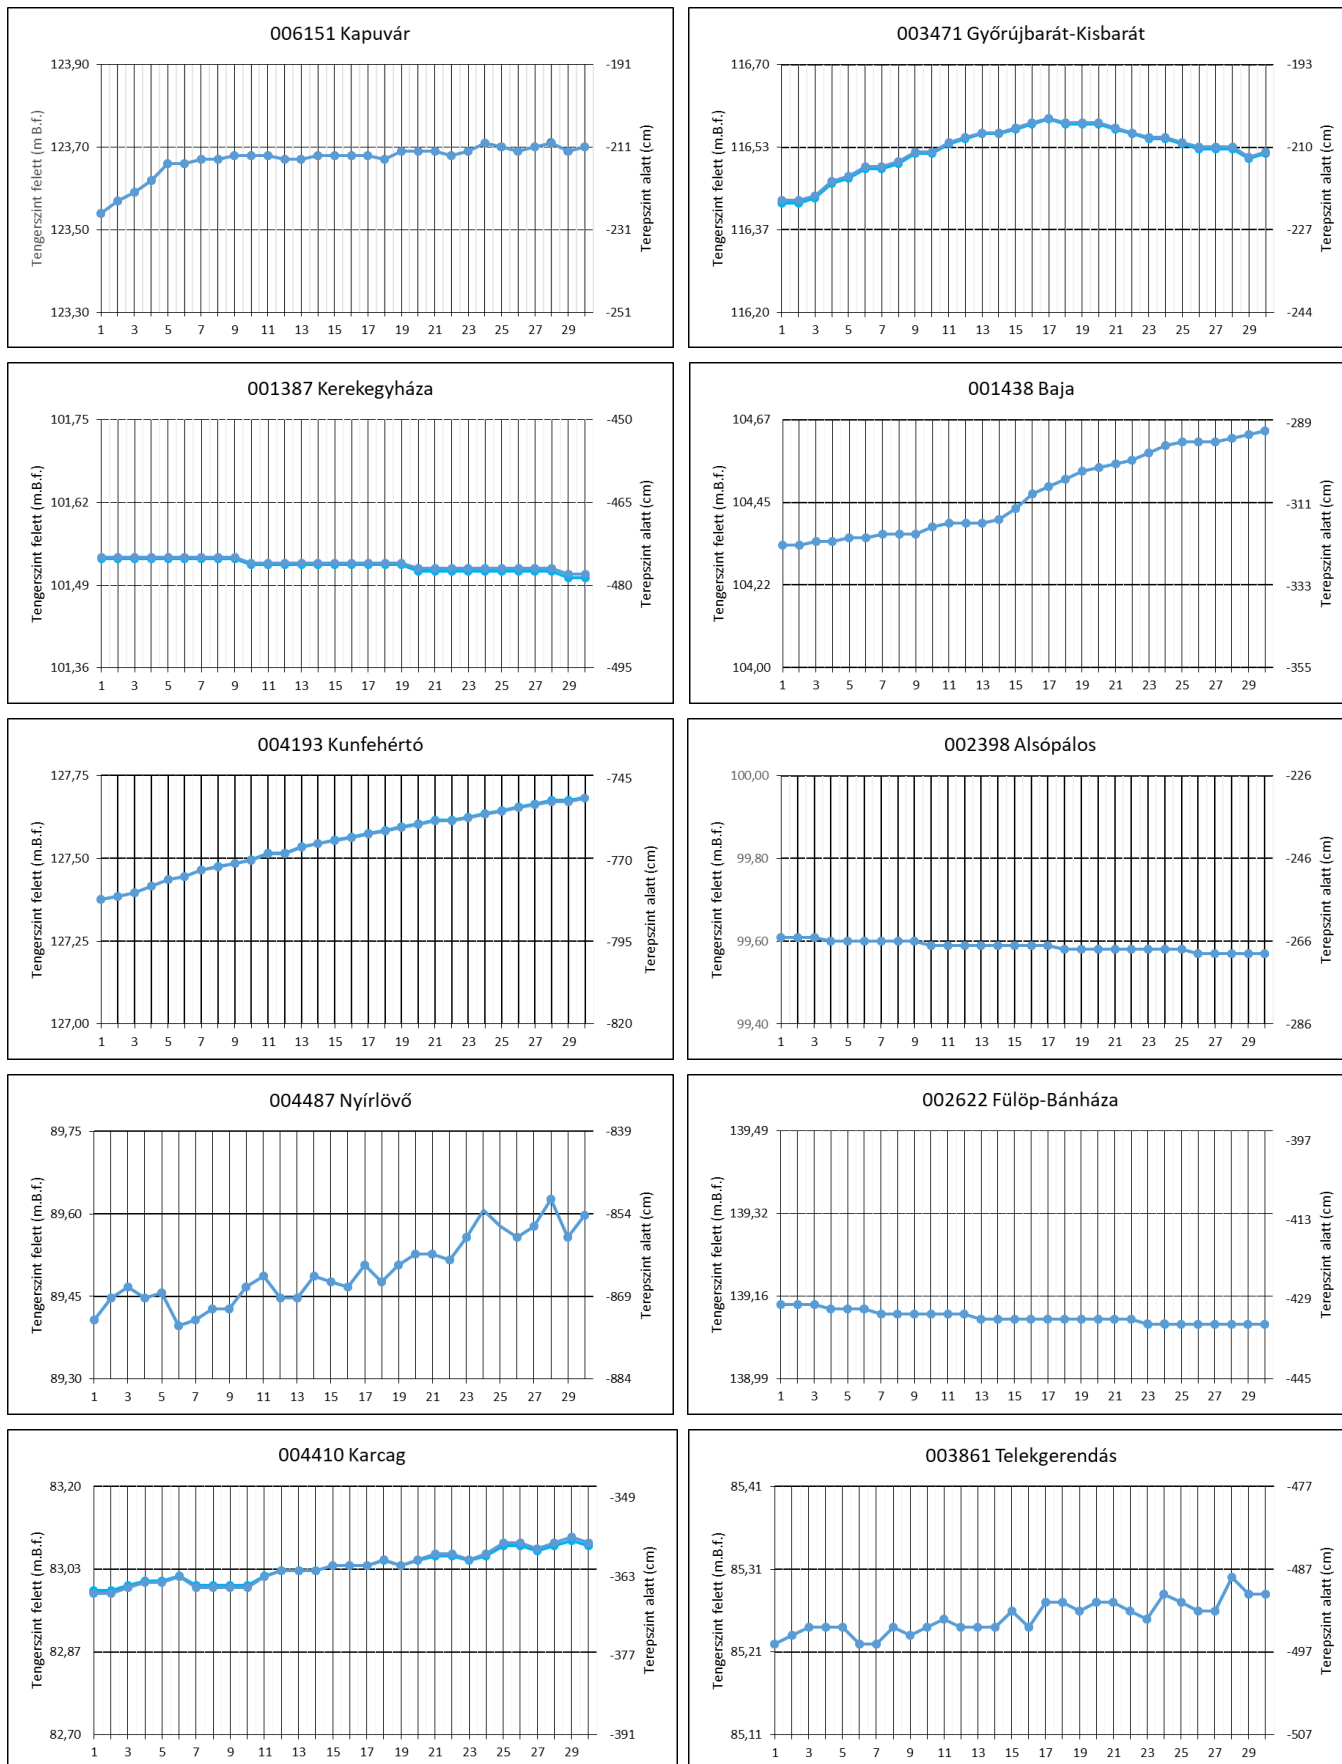 006151 Kapuvár
Tengerszint felett (m B.f.)
123,90
123,70
123,50
123,30
-191
-211
-231
-251
Terepszint alatt (cm)
1 3 5 7 9 11 13 15 17 19 21 23 25 27 29
003471 Győrújbarát-Kisbarát
Tengerszint felett (m.B.f.)
116,70
116,53
116,37
116,20
-193
-210
-227
-244
Terepszint alatt (cm)
1 3 5 7 9 11 13 15 17 19 21 23 25 27 29
001387 Kerekegyháza
Tengerszint felett (m.B.f.)
101,75
101,62
101,49
101,36
-450
-465
-480
-495
Terepszint alatt (cm)
1 3 5 7 9 11 13 15 17 19 21 23 25 27 29
001438 Baja
Tengerszint felett (m.B.f.)
104,67
104,45
104,22
104,00
-289
-311
-333
-355
Terepszint alatt (cm)
1 3 5 7 9 11 13 15 17 19 21 23 25 27 29
004193 Kunfehértó
Tengerszint felett (m.B.f.)
127,75
127,50
127,25
127,00
-745
-770
-795
-820
Terepszint alatt (cm)
1 3 5 7 9 11 13 15 17 19 21 23 25 27 29
002398 Alsópálos
Tengerszint felett (m.B.f.)
100,00
99,80
99,60
99,40
-226
-246
-266
-286
Terepszint alatt (cm)
1 3 5 7 9 11 13 15 17 19 21 23 25 27 29
004487 Nyírlövő
Tengerszint felett (m.B.f.)
89,75
89,60
89,45
89,30
-839
-854
-869
-884
Terepszint alatt (cm)
1 3 5 7 9 11 13 15 17 19 21 23 25 27 29
002622 Fülöp-Bánháza
Tengerszint felett (m.B.f.)
139,49
139,32
139,16
138,99
-397
-413
-429
-445
Terepszint alatt (cm)
1 3 5 7 9 11 13 15 17 19 21 23 25 27 29
004410 Karcag
Tengerszint felett (m.B.f.)
83,20
83,03
82,87
82,70
-349
-363
-377
-391
Terepszint alatt (cm)
1 3 5 7 9 11 13 15 17 19 21 23 25 27 29
003861 Telekgerendás
Tengerszint felett (m.B.f.)
85,41
85,31
85,21
85,11
-477
-487
-497
-507
Terepszint alatt (cm)
1 3 5 7 9 11 13 15 17 19 21 23 25 27 29